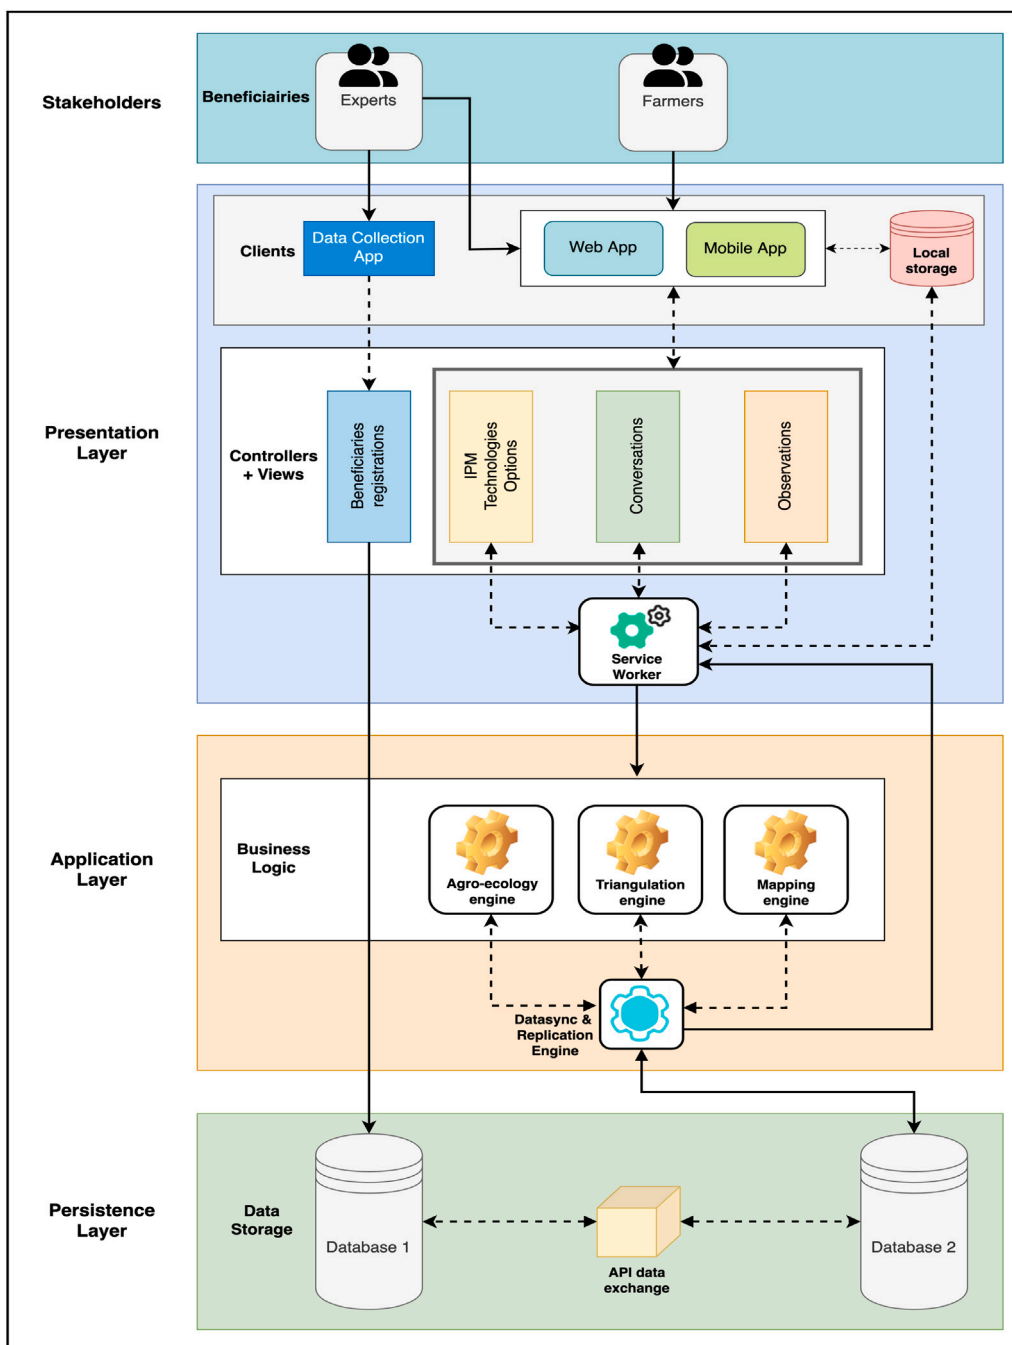 Stakeholders
Beneficiairies
Experts
Farmers
Presentation
Layer
Clients
Data Collection
App
Web App
Mobile App
Local
storage
Controllers
+ Views
Beneficiaries
registrations
IPM
Technologies
Options
Conversations
Observations
Service
Worker
Application
Layer
Business
Logic
Agro-ecology
engine
Triangulation
engine
Mapping
engine
Datasync &
Replication
Engine
Persistence
Layer
Data
Storage
Database 1
API data
exchange
Database 2